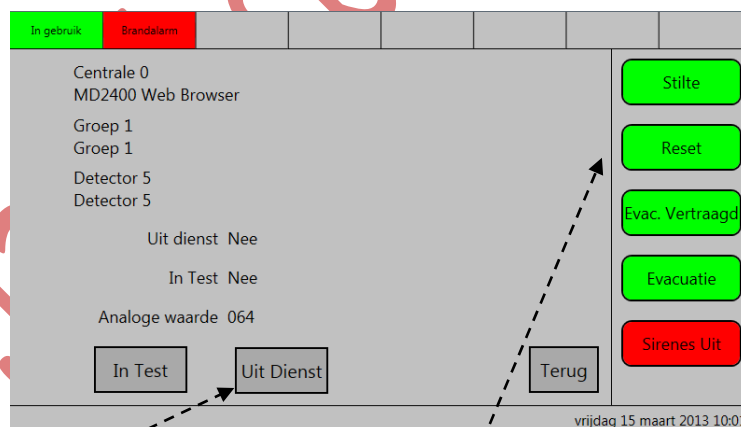 In gebruik Brandalarm
Centrale 0
MD2400 Web Browser
Groep 1
Groep 1
Detector 5
Detector 5
Uit dienst Nee
In Test Nee
Analoge waarde 064
In Test Uit Dienst Terug
Stilte
Reset
Evac. Vertraagd
Evacuatie
Sirenes Uit
vrijdag 15 maart 2013 10:01